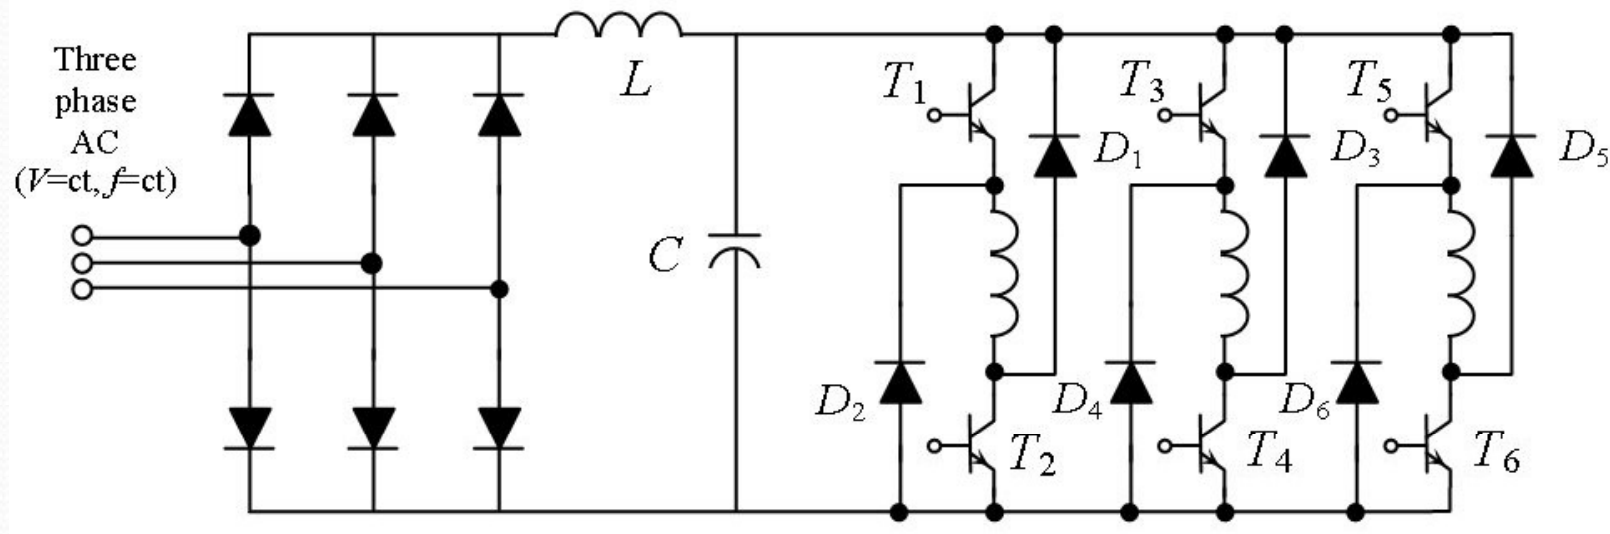 Three
phase
AC
(V=ct, f=ct)
L
C
T1
D1
D2
T2
T3
D3
D4
T4
T5
D5
D6
T6